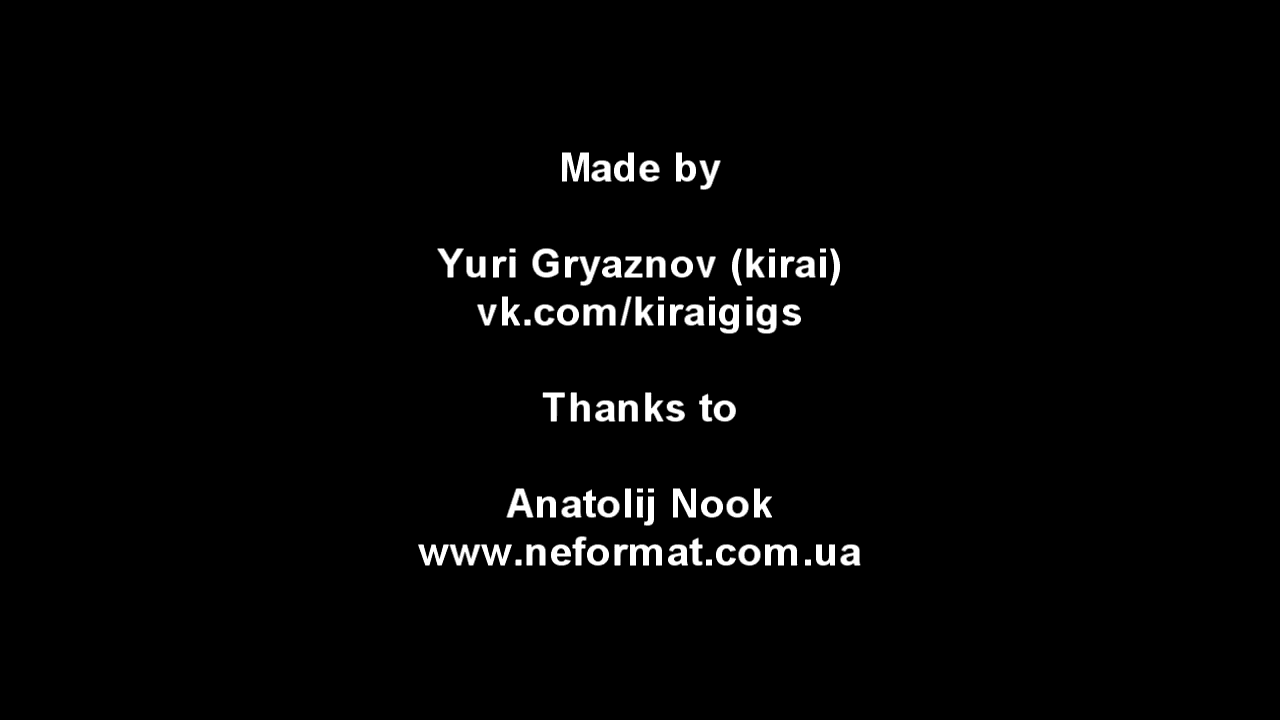 Made by
Yuri Gryaznov (kirai)
vk.com/kiraigigs
Thanks to
Anatolij Nook
www.neformat.com.ua